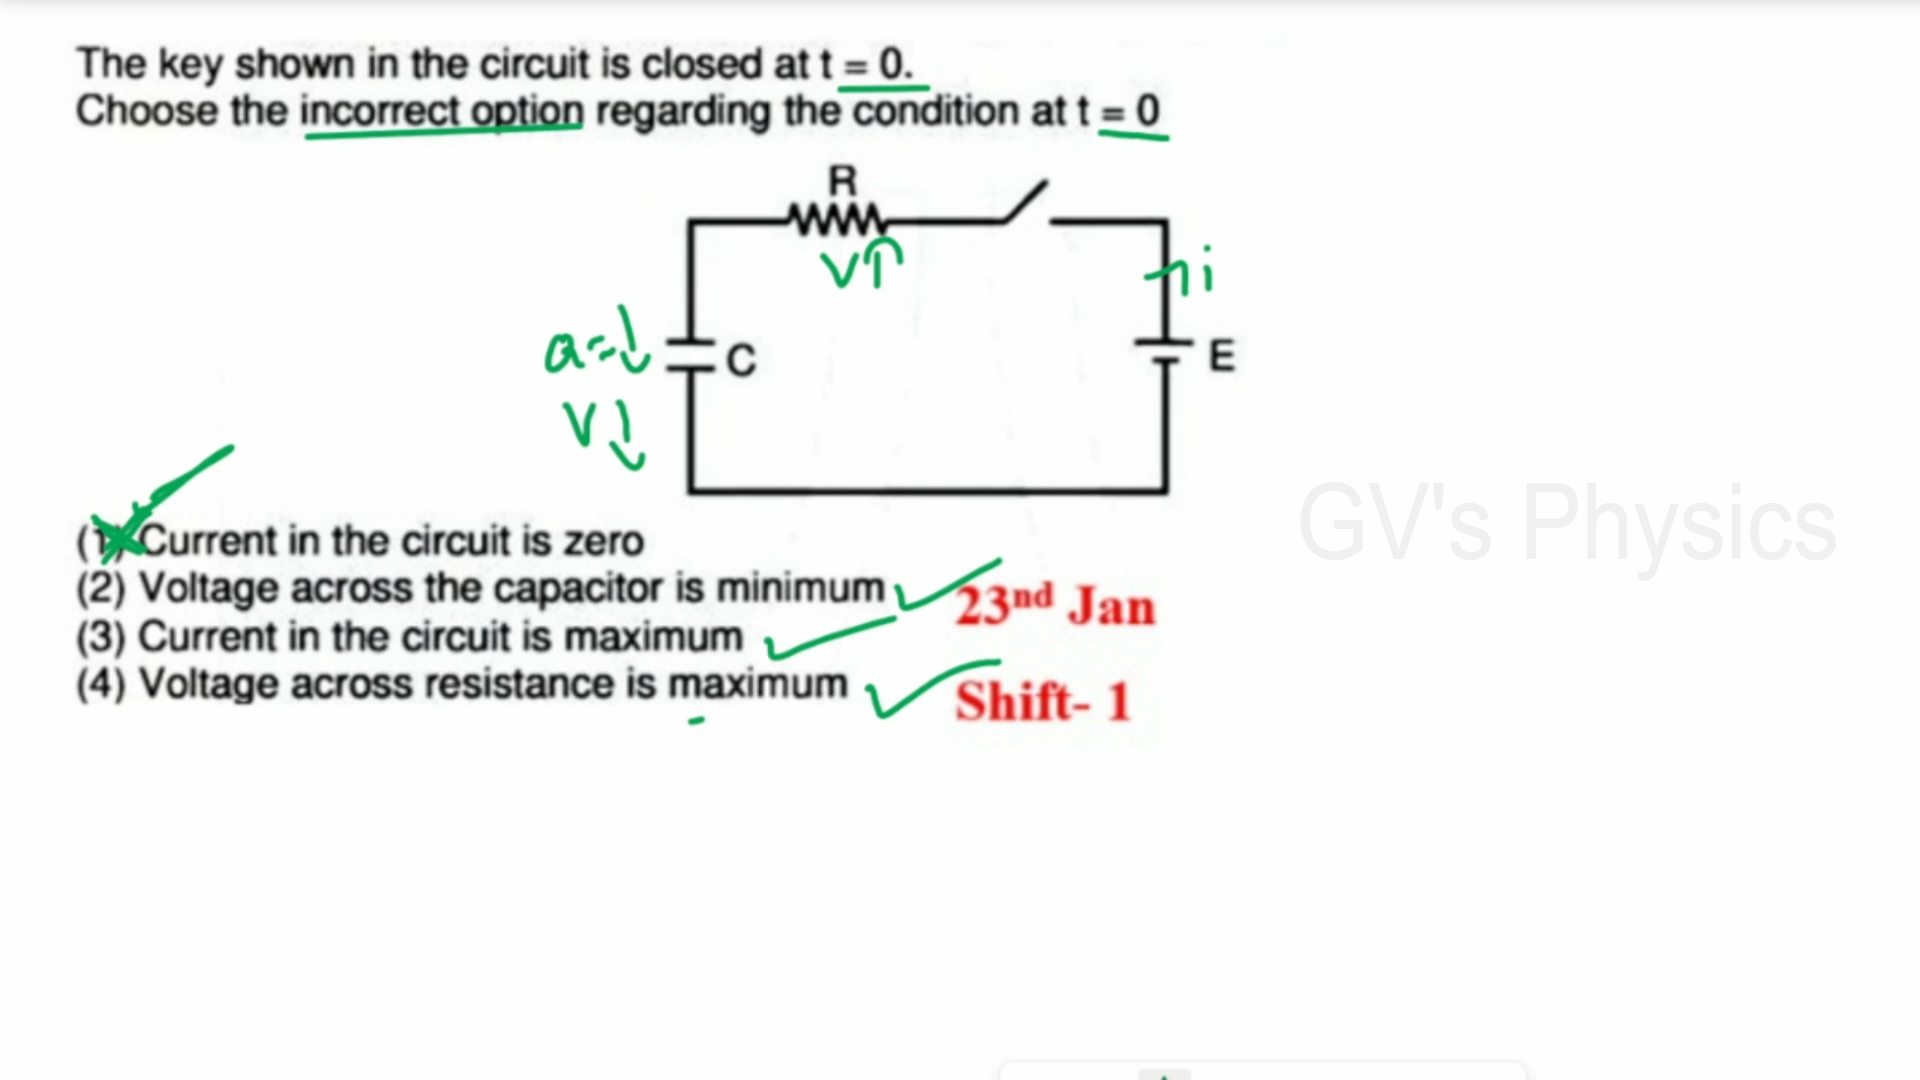 The key shown in the circuit is closed at t = 0.
Choose the incorrect option regarding the condition at t = 0
R
V↑
i
a=↓
C
E
V↓
GV's Physics
(1) Current in the circuit is zero
(2) Voltage across the capacitor is minimum
(3) Current in the circuit is maximum
(4) Voltage across resistance is maximum
23nd Jan
Shift- 1